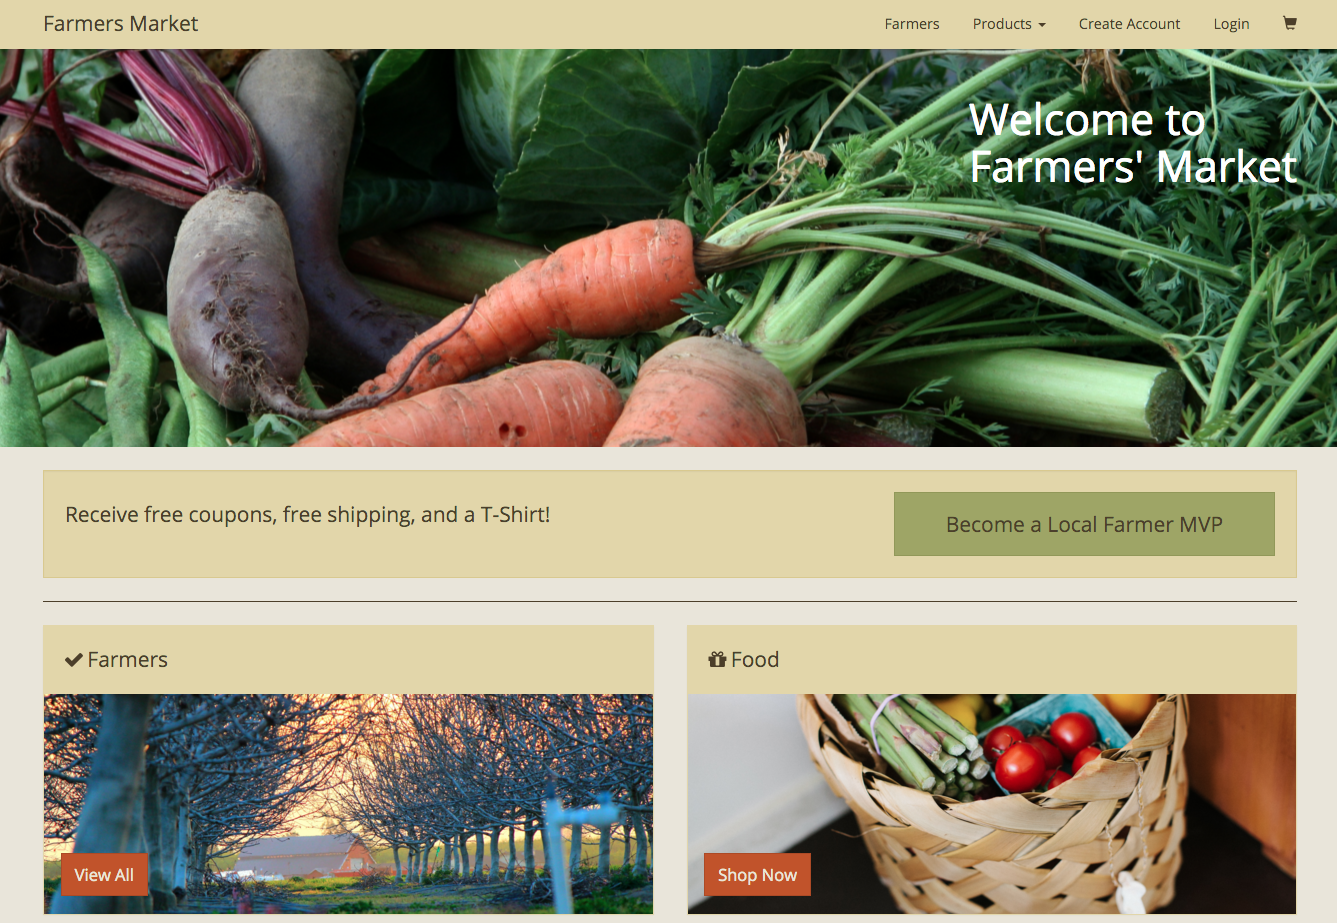 Farmers Market
Farmers
Products
Create Account
Login
Welcome to
Farmers' Market
Receive free coupons, free shipping, and a T-Shirt!
Become a Local Farmer MVP
Farmers
View All
Food
Shop Now